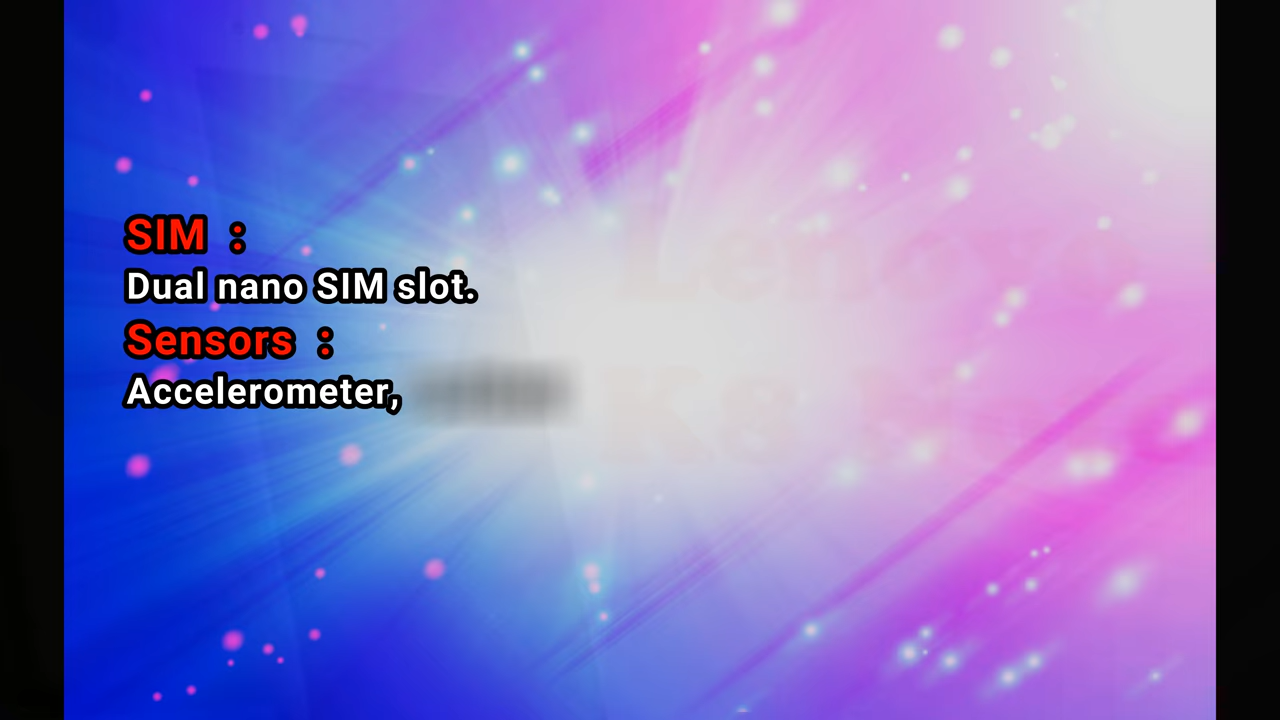 SIM :
Dual nano SIM slot.
Sensors :
Accelerometer,